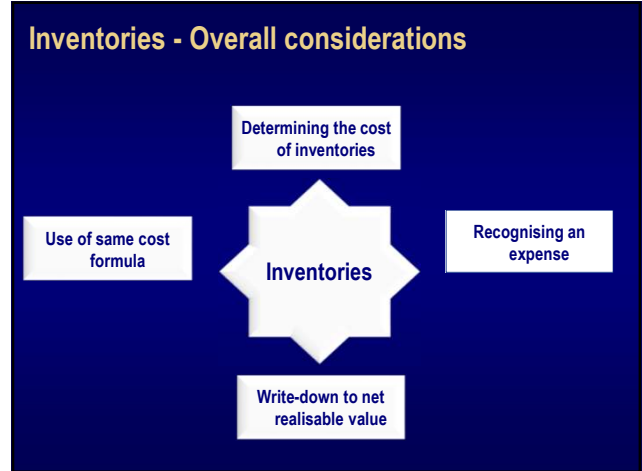 Inventories - Overall considerations
Determining the cost
of inventories
Use of same cost
formula
Inventories
Recognising an
expense
Write-down to net
realisable value